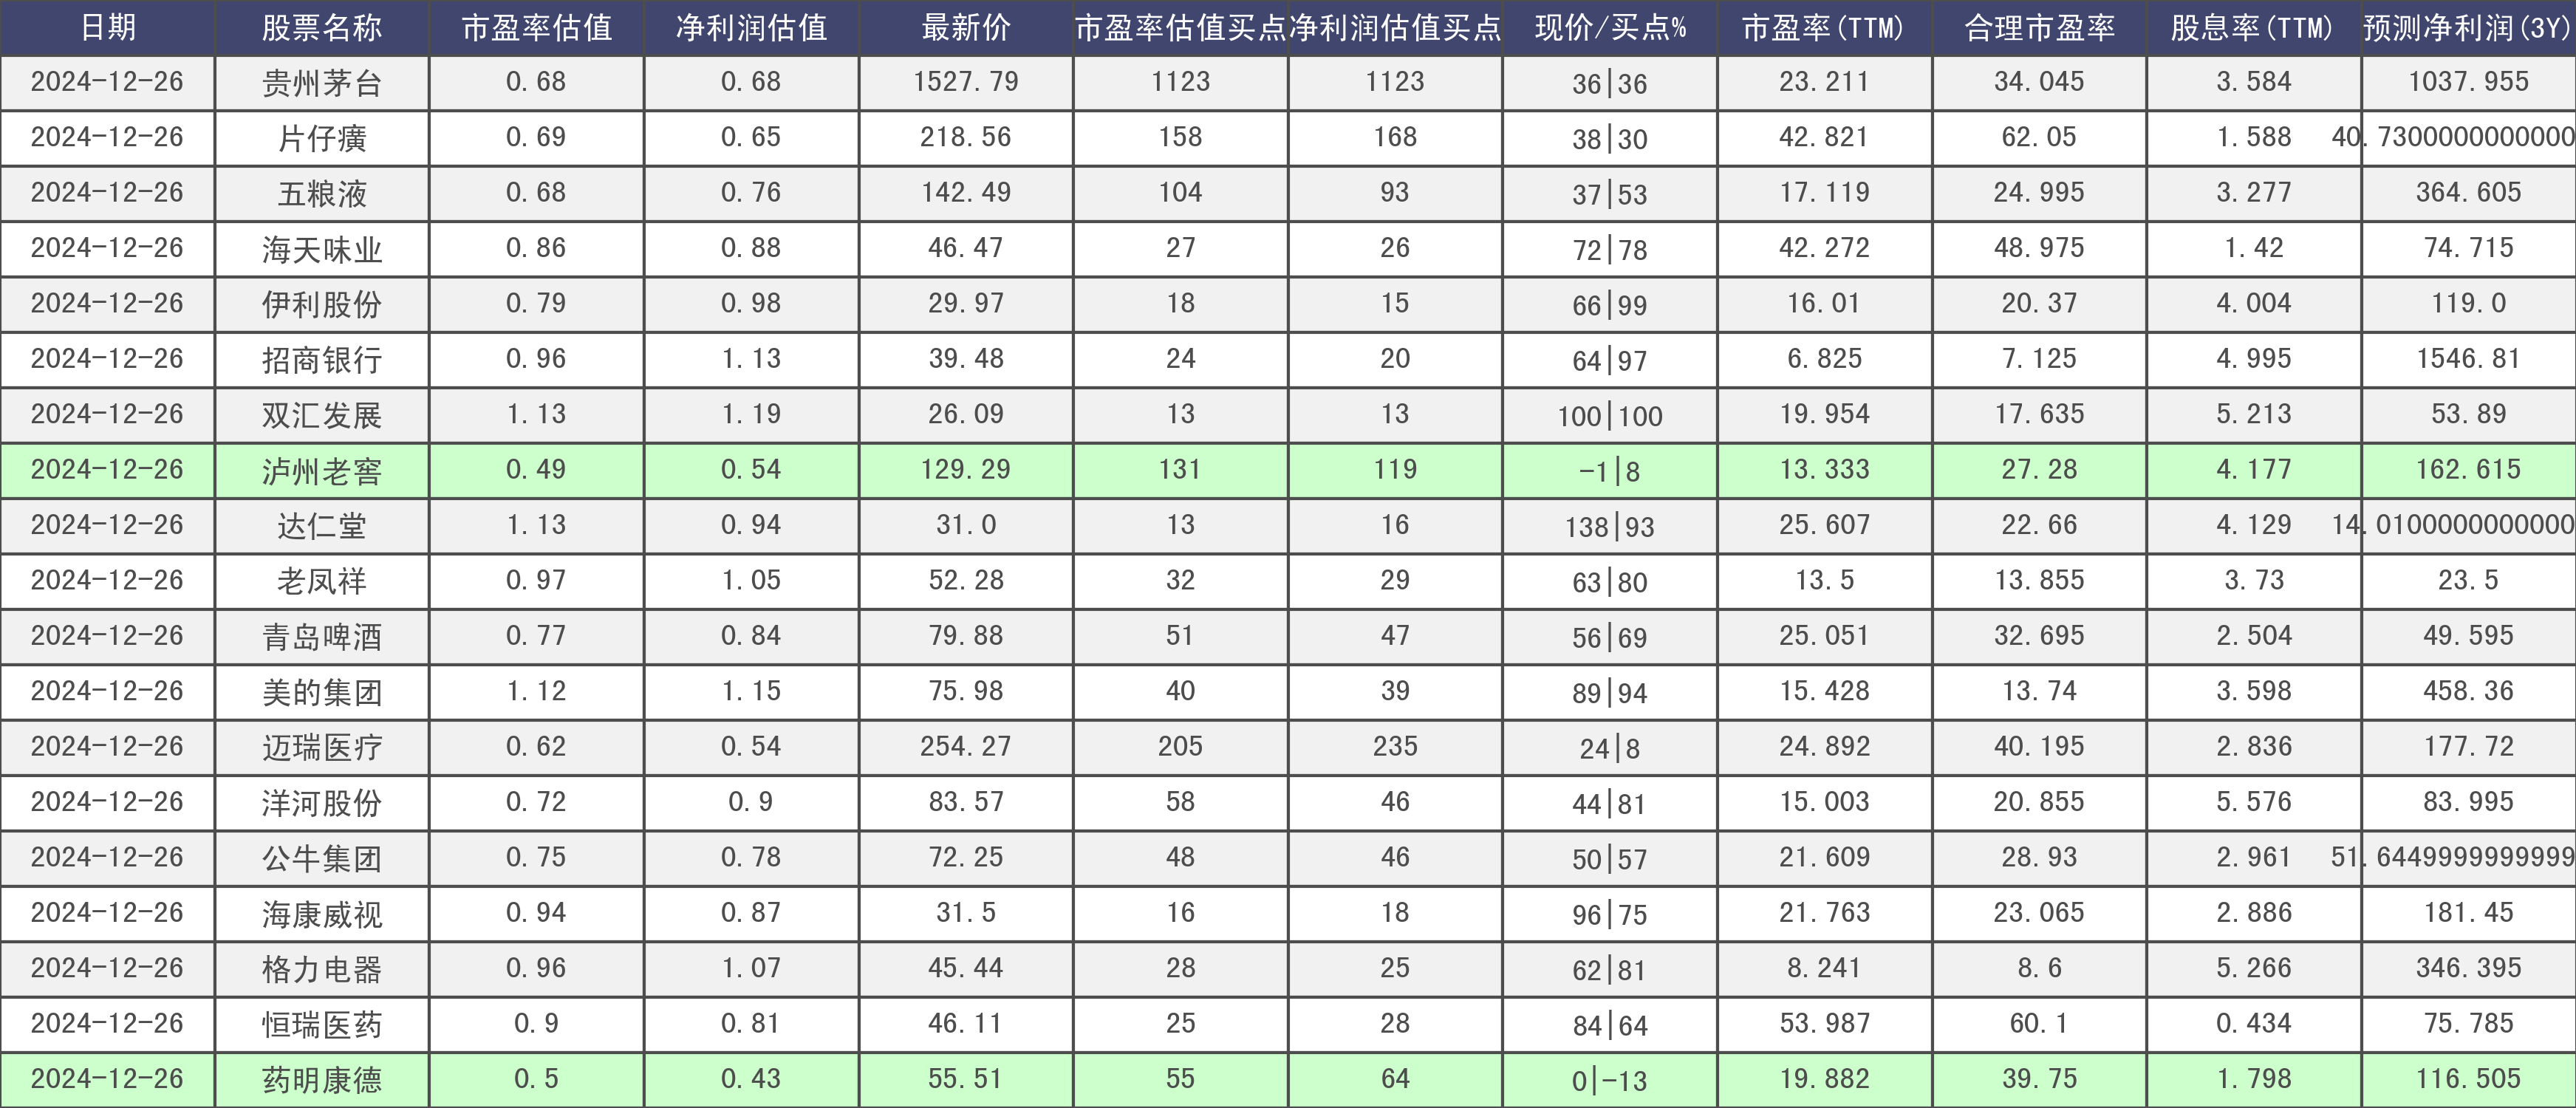 日期 股票名称 市盈率估值 净利润估值 最新价 市盈率估值买点 净利润估值买点 现价/买点% 市盈率(TTM) 合理市盈率 股息率(TTM) 预测净利润(3Y)
2024-12-26 贵州茅台 0.68 0.68 1527.79 1123 1123 36|36 23.211 34.045 3.584 1037.955
2024-12-26 片仔癀 0.69 0.65 218.56 158 168 38|30 42.821 62.05 1.588 40.7300000000000
2024-12-26 五粮液 0.68 0.76 142.49 104 93 37|53 17.119 24.995 3.277 364.605
2024-12-26 海天味业 0.86 0.88 46.47 27 26 72|78 42.272 48.975 1.42 74.715
2024-12-26 伊利股份 0.79 0.98 29.97 18 15 66|99 16.01 20.37 4.004 119.0
2024-12-26 招商银行 0.96 1.13 39.48 24 20 64|97 6.825 7.125 4.995 1546.81
2024-12-26 双汇发展 1.13 1.19 26.09 13 13 100|100 19.954 17.635 5.213 53.89
2024-12-26 泸州老窖 0.49 0.54 129.29 131 119 -1|8 13.333 27.28 4.177 162.615
2024-12-26 达仁堂 1.13 0.94 31.0 13 16 138|93 25.607 22.66 4.129 14.0100000000000
2024-12-26 老凤祥 0.97 1.05 52.28 32 29 63|80 13.5 13.855 3.73 23.5
2024-12-26 青岛啤酒 0.77 0.84 79.88 51 47 56|69 25.051 32.695 2.504 49.595
2024-12-26 美的集团 1.12 1.15 75.98 40 39 89|94 15.428 13.74 3.598 458.36
2024-12-26 迈瑞医疗 0.62 0.54 254.27 205 235 24|8 24.892 40.195 2.836 177.72
2024-12-26 洋河股份 0.72 0.9 83.57 58 46 44|81 15.003 20.855 5.576 83.995
2024-12-26 公牛集团 0.75 0.78 72.25 48 46 50|57 21.609 28.93 2.961 51.6449999999999
2024-12-26 海康威视 0.94 0.87 31.5 16 18 96|75 21.763 23.065 2.886 181.45
2024-12-26 格力电器 0.96 1.07 45.44 28 25 62|81 8.241 8.6 5.266 346.395
2024-12-26 恒瑞医药 0.9 0.81 46.11 25 28 84|64 53.987 60.1 0.434 75.785
2024-12-26 药明康德 0.5 0.43 55.51 55 64 0|-13 19.882 39.75 1.798 116.505